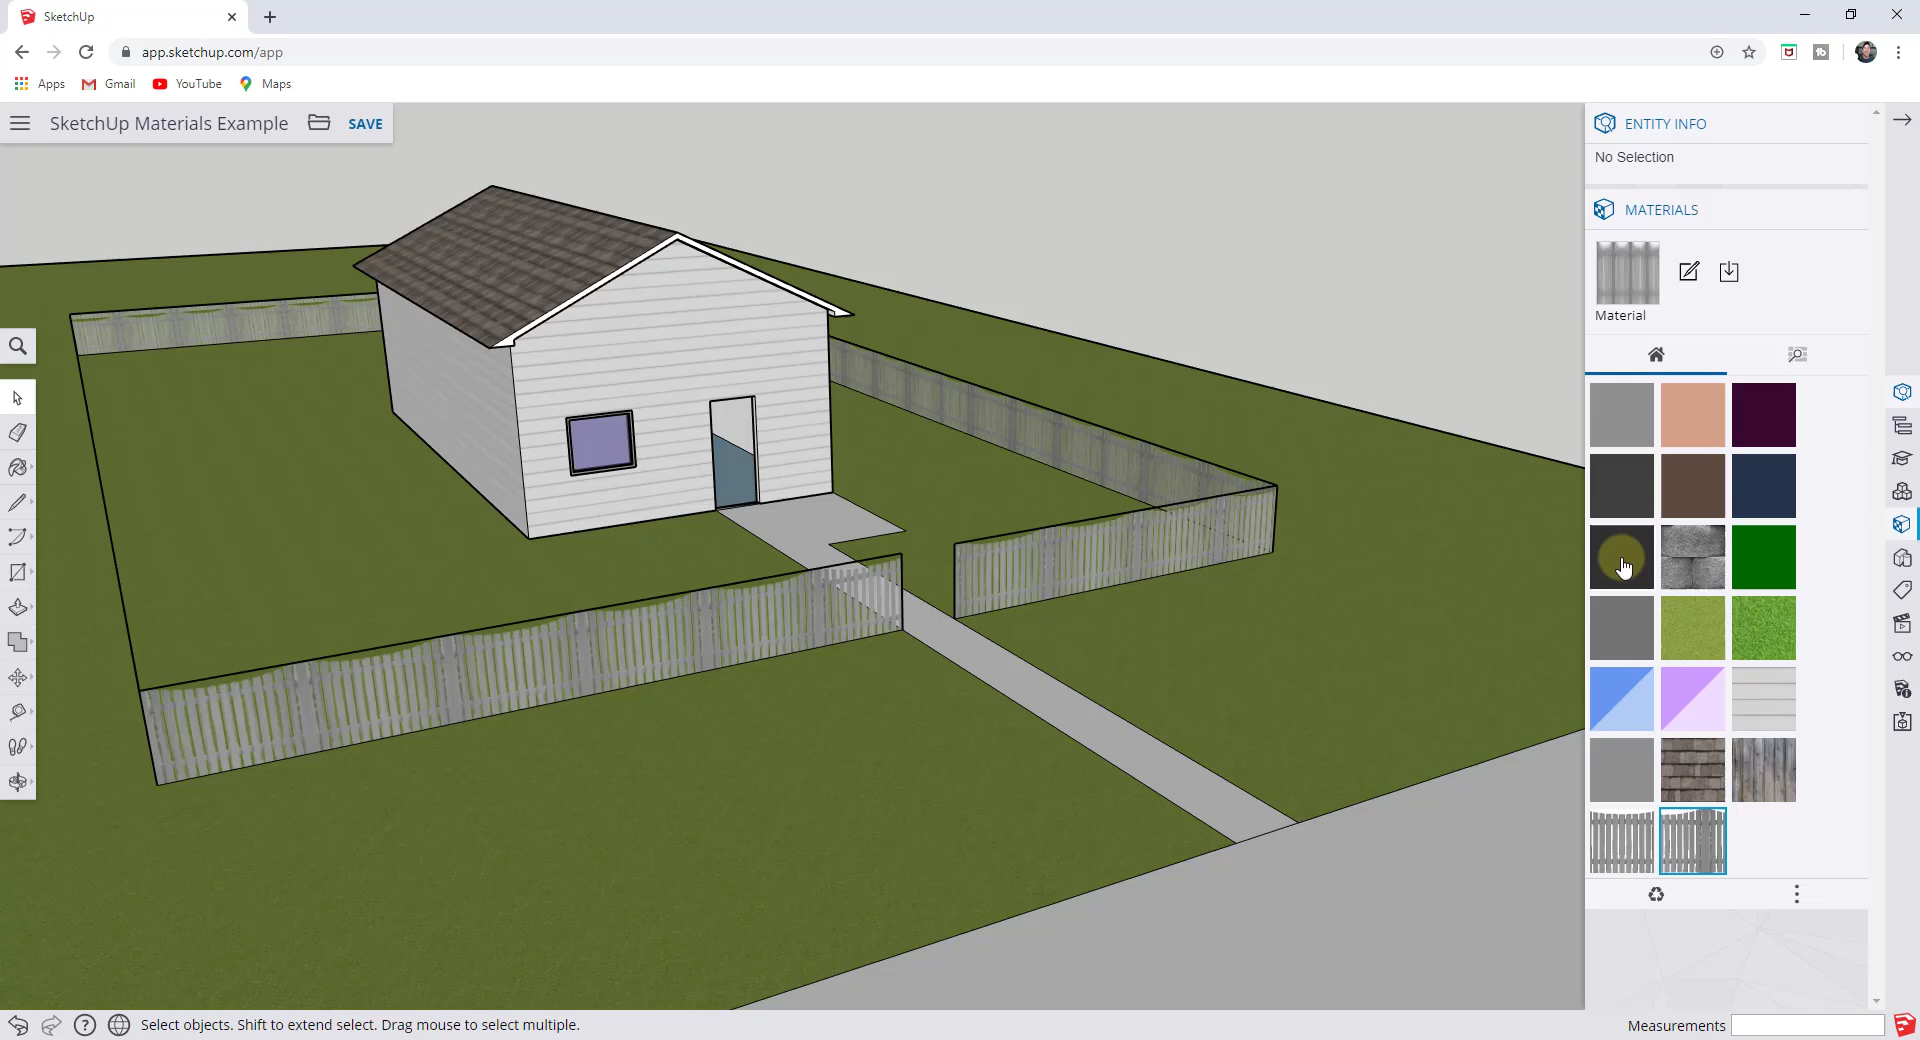 SketchUp
app.sketchup.com/app
Apps
Gmail
YouTube
Maps
SketchUp Materials Example
SAVE
ENTITY INFO
No Selection
MATERIALS
Material
Select objects. Shift to extend select. Drag mouse to select multiple.
Measurements